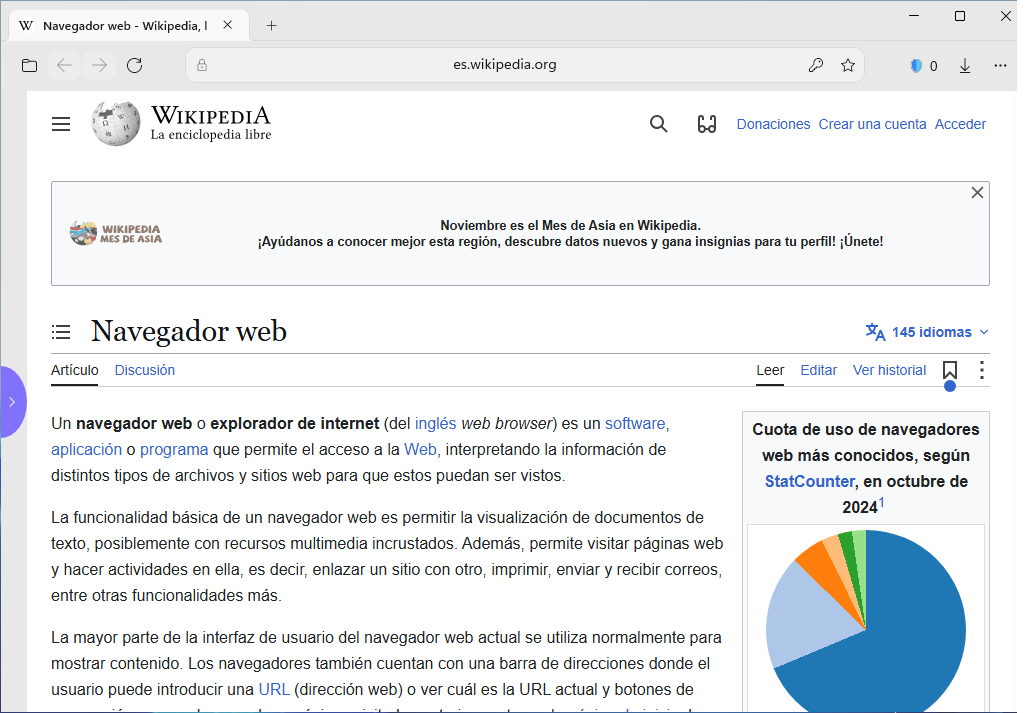 Navegador web - Wikipedia, l
es.wikipedia.org
0
WIKIPEDIA
La enciclopedia libre
Donaciones Crear una cuenta Acceder
WIKIPEDIA
MES DE ASIA
Noviembre es el Mes de Asia en Wikipedia.
¡Ayúdanos a conocer mejor esta región, descubre datos nuevos y gana insignias para tu perfil! ¡Únete!
Navegador web
145 idiomas
Artículo Discusión
Leer Editar Ver historial
Un navegador web o explorador de internet (del inglés web browser) es un software,
aplicación o programa que permite el acceso a la Web, interpretando la información de
distintos tipos de archivos y sitios web para que estos puedan ser vistos.
La funcionalidad básica de un navegador web es permitir la visualización de documentos de
texto, posiblemente con recursos multimedia incrustados. Además, permite visitar páginas web
y hacer actividades en ella, es decir, enlazar un sitio con otro, imprimir, enviar y recibir correos,
entre otras funcionalidades más.
La mayor parte de la interfaz de usuario del navegador web actual se utiliza normalmente para
mostrar contenido. Los navegadores también cuentan con una barra de direcciones donde el
usuario puede introducir una URL (dirección web) o ver cuál es la URL actual y botones de
Cuota de uso de navegadores
web más conocidos, según
StatCounter, en octubre de
2024¹